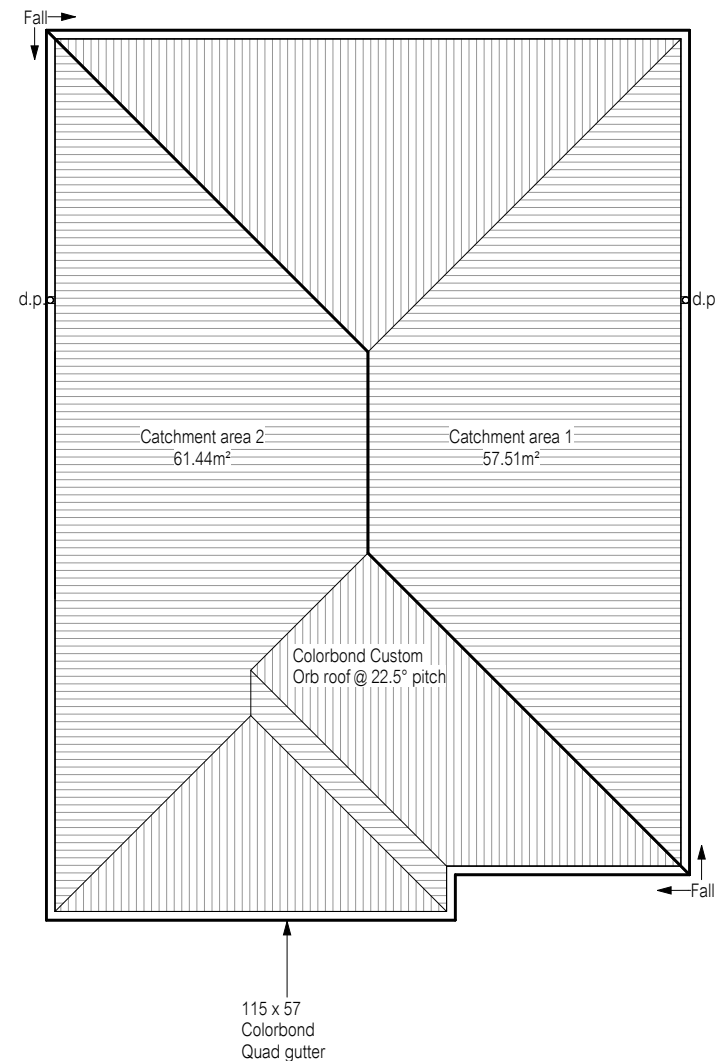 Fall
d.p.
d.p
Catchment area 2
61.44m²
Catchment area 1
57.51m²
Colorbond Custom
Orb roof @ 22.5° pitch
Fall
115 x 57
Colorbond
Quad gutter